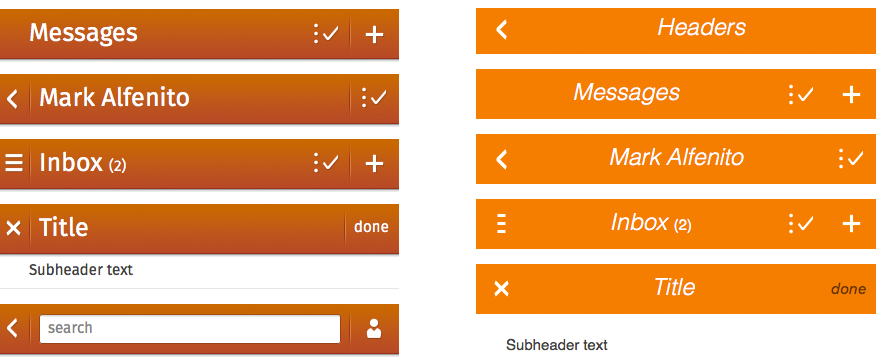 Messages
Mark Alfenito
Inbox (2)
Title done
Subheader text
search
Headers
Messages
Mark Alfenito
Inbox (2)
Title done
Subheader text